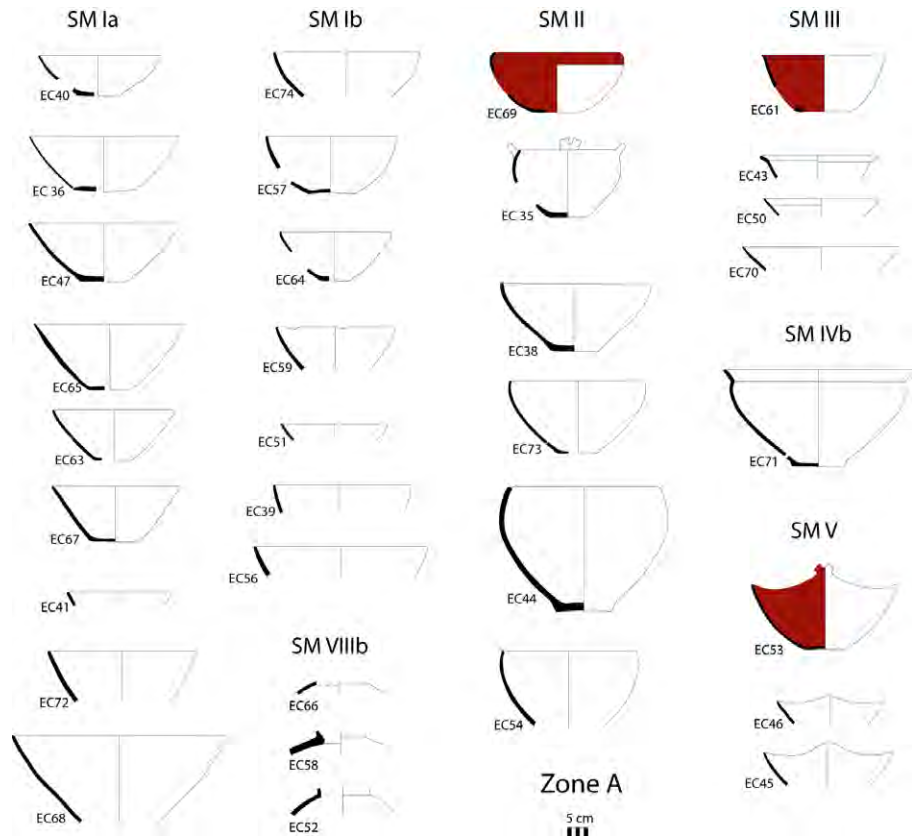 SM Ia
EC40
EC 36
EC47
EC65
EC63
EC67
EC41
EC72
EC68
SM Ib
EC74
EC57
EC64
EC59
EC51
EC39
EC56
SM VIIIb
EC66
EC58
EC52
SM II
EC69
EC 35
EC38
EC73
EC44
EC54
Zone A
5 cm
SM III
EC61
EC43
EC50
EC70
SM IVb
EC71
SM V
EC53
EC46
EC45